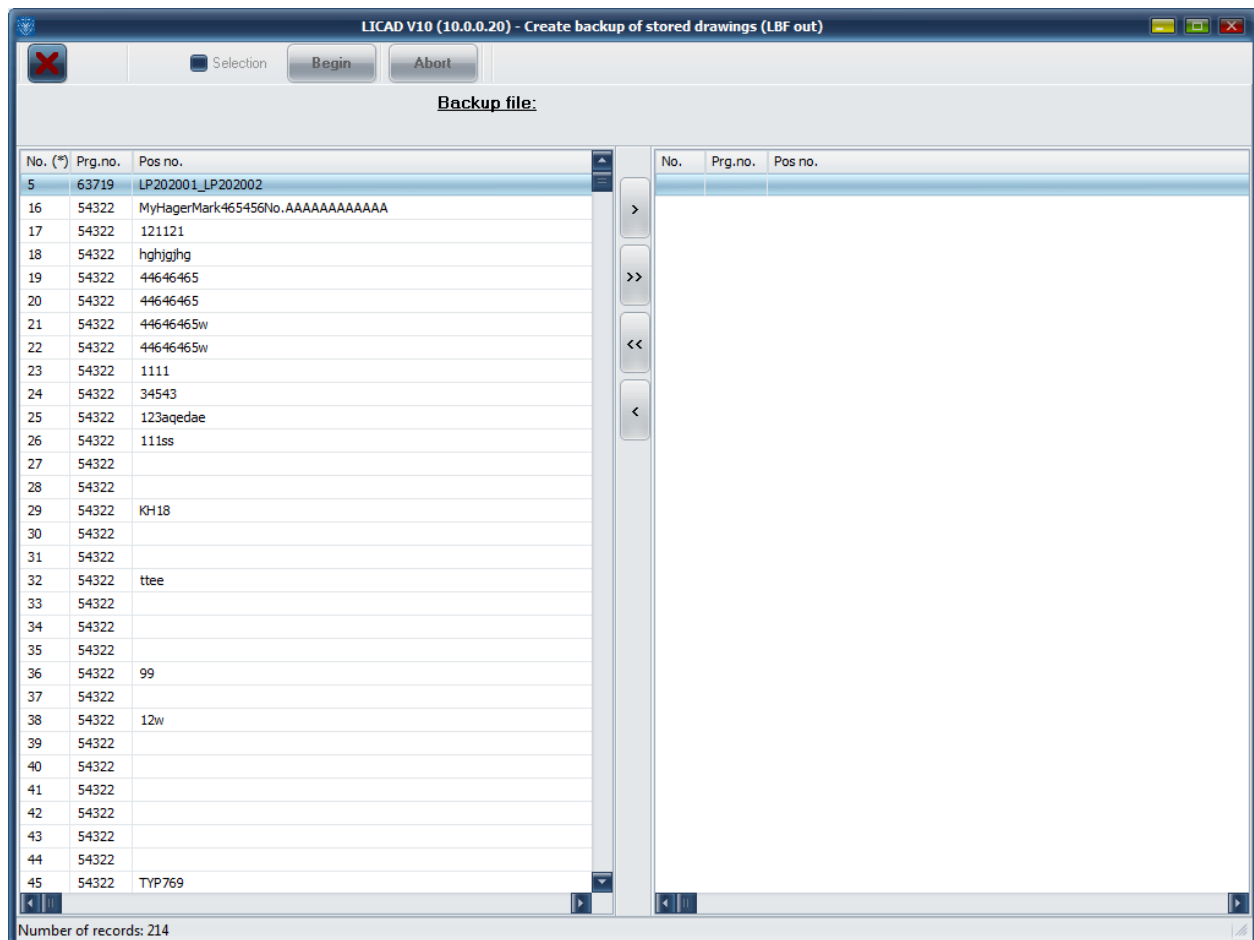 LICAD V10 (10.0.0.20) - Create backup of stored drawings (LBF out)
Selection Begin Abort
Backup file:
No. (*) Prg.no. Pos no.
5 63719 LP202001_LP202002
16 54322 MyHagerMark465456No.AAAAAAAAAAAA
17 54322 121121
18 54322 hghjgjhg
19 54322 44646465
20 54322 44646465
21 54322 44646465w
22 54322 44646465w
23 54322 1111
24 54322 34543
25 54322 123aqedae
26 54322 111ss
27 54322
28 54322
29 54322 KH18
30 54322
31 54322
32 54322 ttee
33 54322
34 54322
35 54322
36 54322 99
37 54322
38 54322 12w
39 54322
40 54322
41 54322
42 54322
43 54322
44 54322
45 54322 TYP769
>
>>
<<
<
No. Prg.no. Pos no.
Number of records: 214